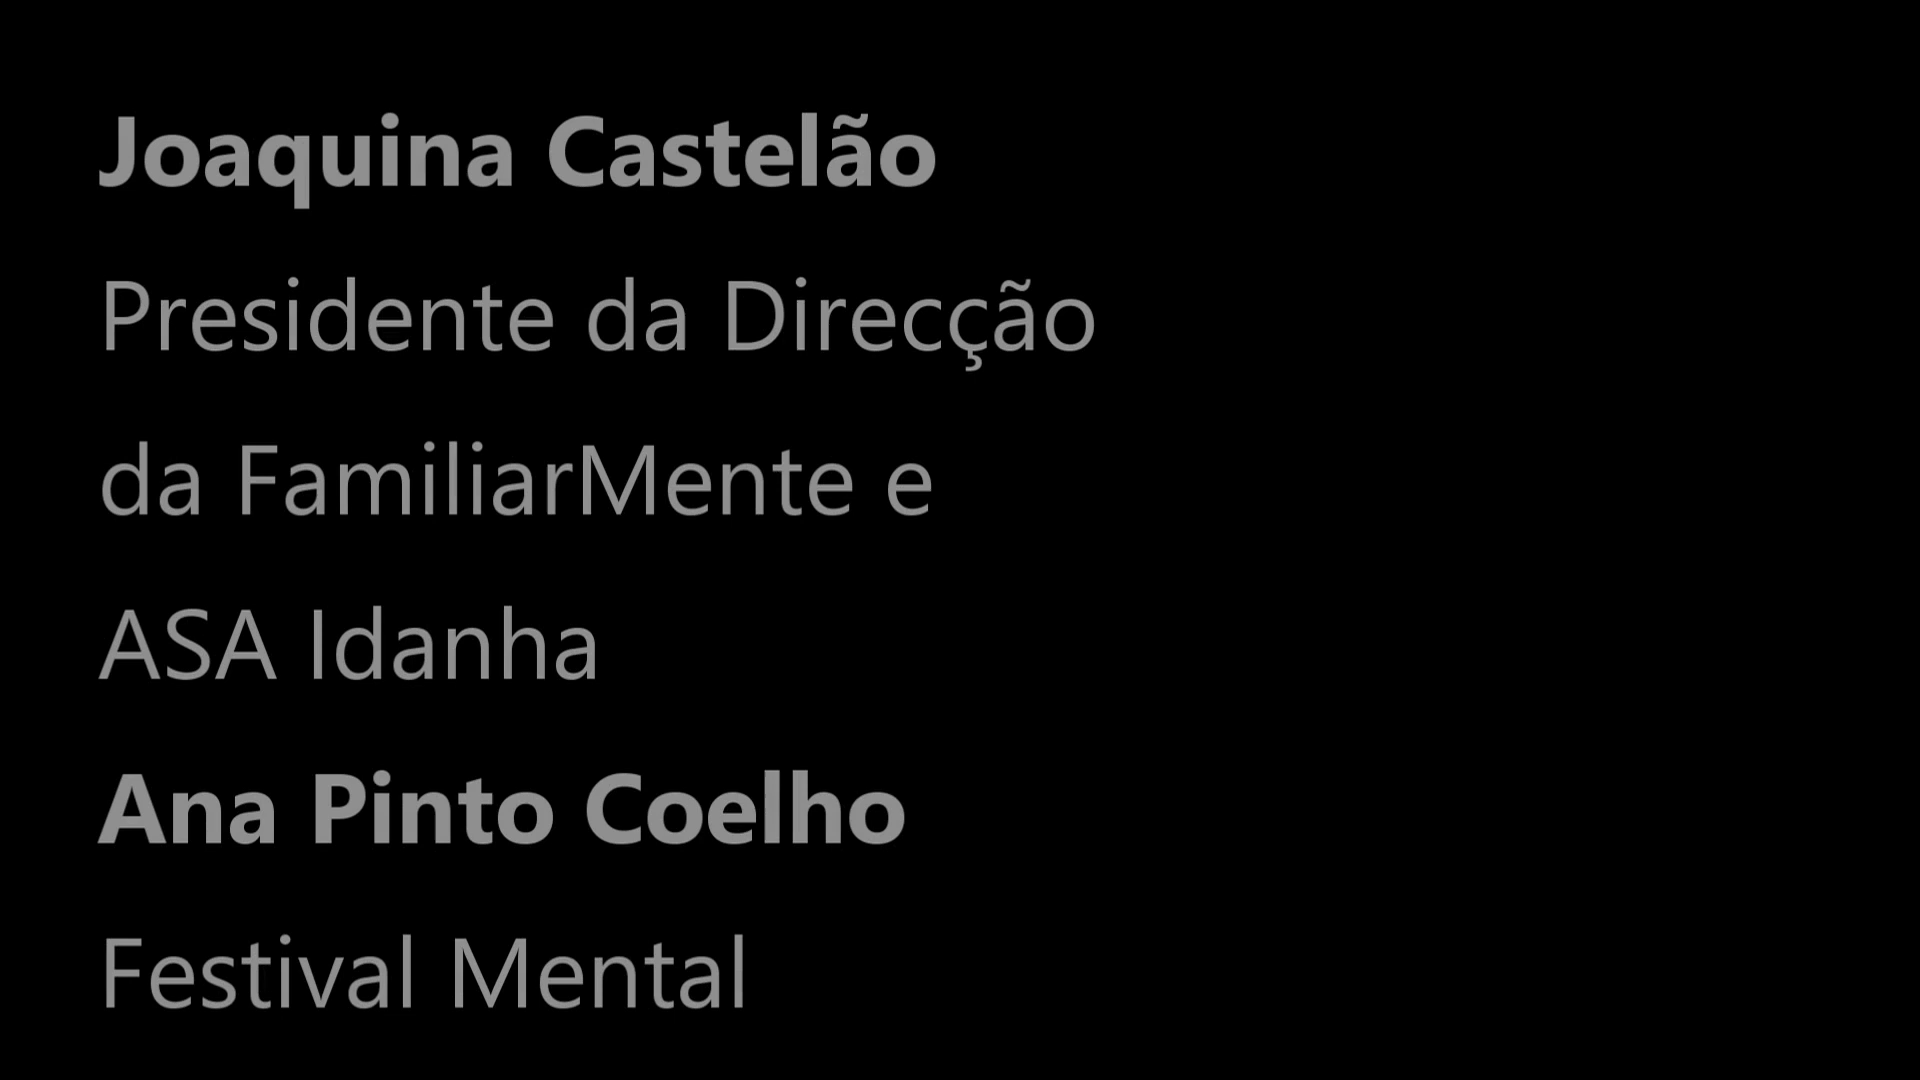 Joaquina Castelão
Presidente da Direcção
da FamiliarMente e
ASA Idanha
Ana Pinto Coelho
Festival Mental